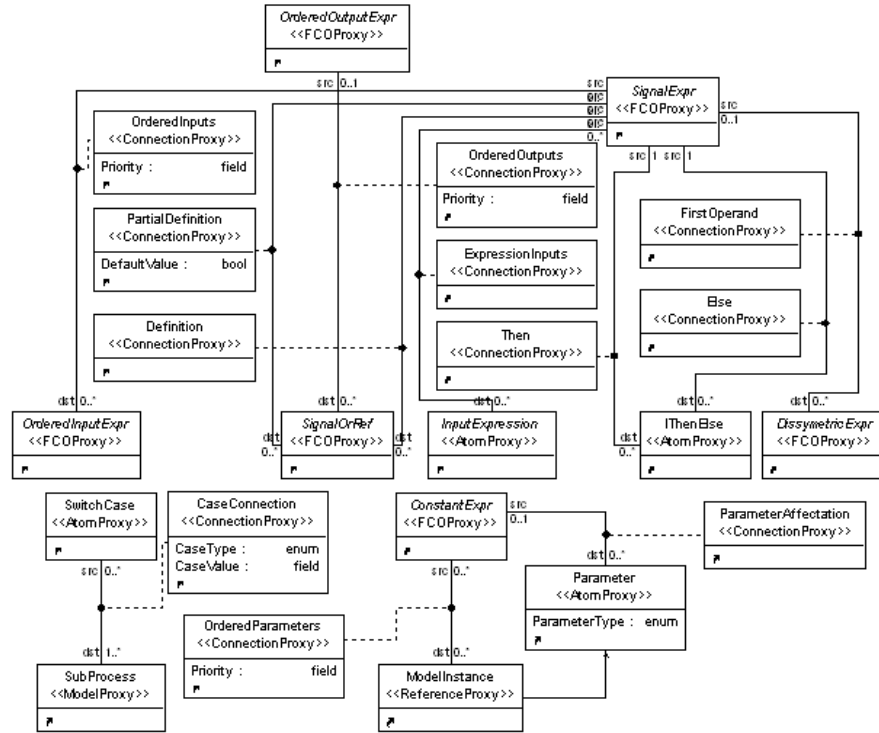 OrderedOutputExpr
<<FCOProxy>>
src 0..1
src
src
src
src
0..*
SignalExpr
<<FCOProxy>>
src
0..1
src 1 src 1
OrderedInputs
<<ConnectionProxy>>
Priority : field
OrderedOutputs
<<ConnectionProxy>>
Priority : field
PartialDefinition
<<ConnectionProxy>>
DefaultValue : bool
FirstOperand
<<ConnectionProxy>>
ExpressionInputs
<<ConnectionProxy>>
Else
<<ConnectionProxy>>
Definition
<<ConnectionProxy>>
Then
<<ConnectionProxy>>
dst 0..*
OrderedInputExpr
<<FCOProxy>>
dst 0..*
dst
0..*
SignalOrRef
<<FCOProxy>>
dst
0..*
dst 0..*
InputExpression
<<AtomProxy>>
dst
0..*
dst 0..*
IThenElse
<<AtomProxy>>
dst 0..*
DissymetricExpr
<<FCOProxy>>
SwitchCase
<<AtomProxy>>
src 0..*
CaseConnection
<<ConnectionProxy>>
CaseType : enum
CaseValue : field
ConstantExpr
<<FCOProxy>>
src
0..1
src 0..*
ParameterAffectation
<<ConnectionProxy>>
dst 0..*
Parameter
<<AtomProxy>>
ParameterType : enum
OrderedParameters
<<ConnectionProxy>>
Priority : field
dst 1..*
SubProcess
<<ModelProxy>>
dst 0..*
ModelInstance
<<ReferenceProxy>>